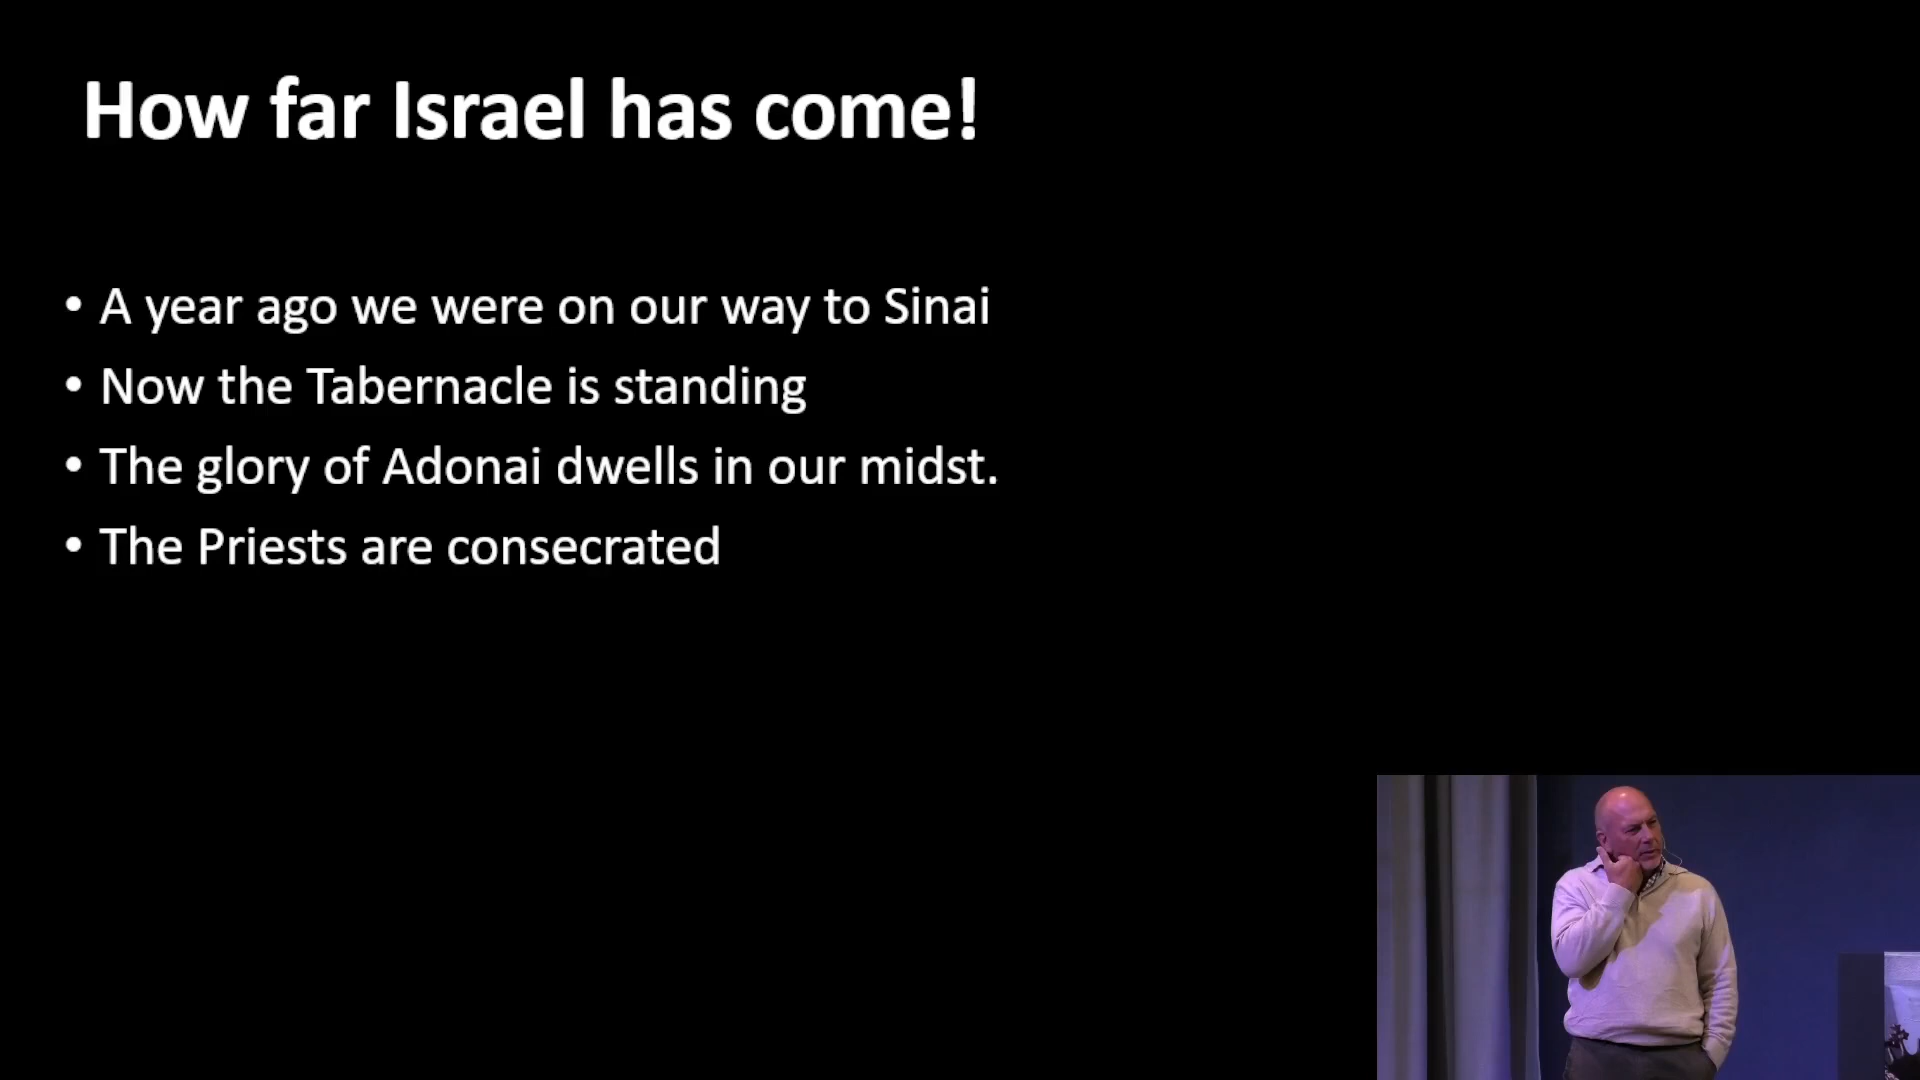 How far Israel has come!
• A year ago we were on our way to Sinai
• Now the Tabernacle is standing
• The glory of Adonai dwells in our midst.
• The Priests are consecrated